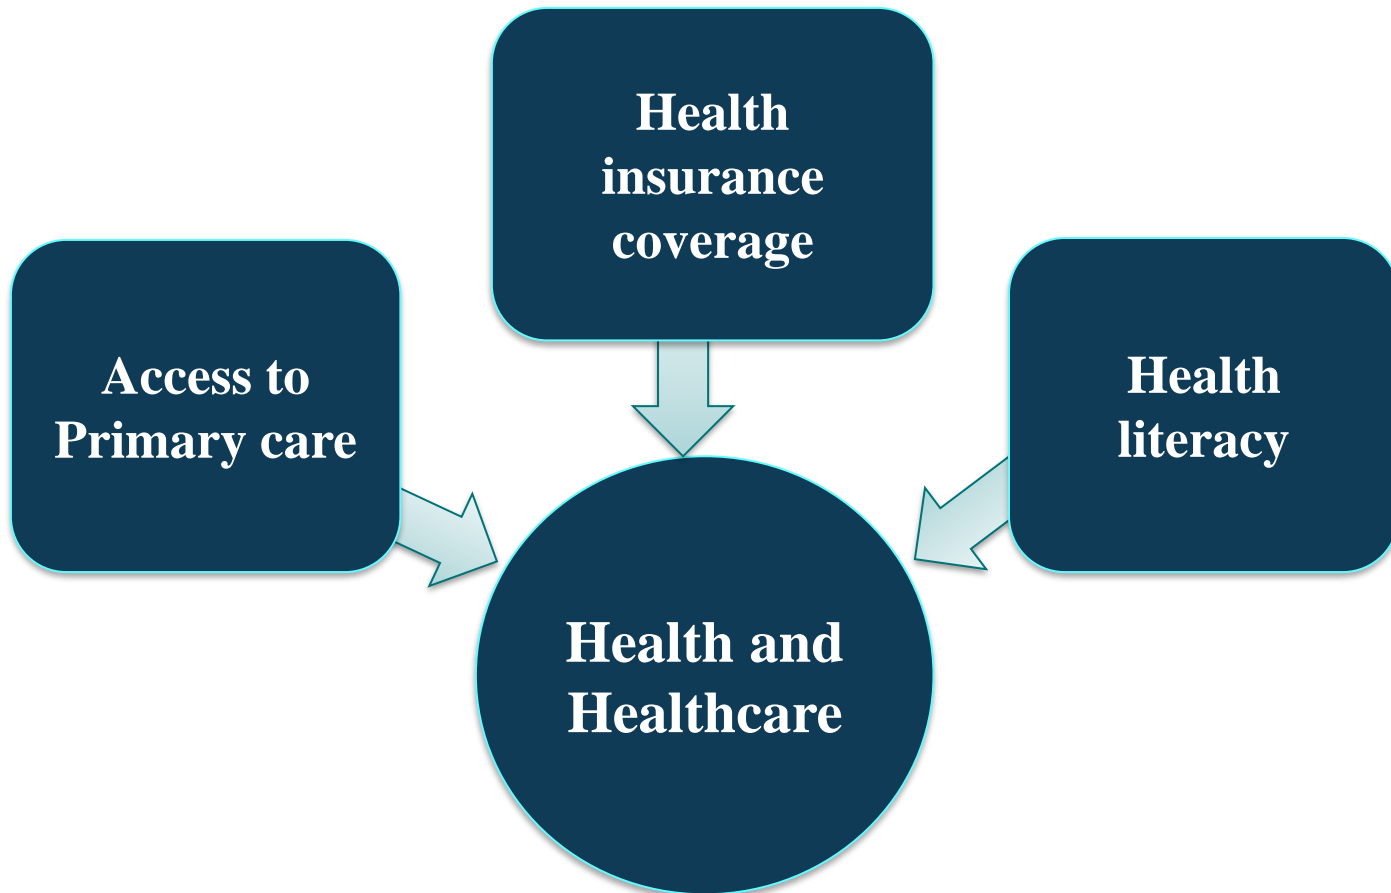 Health
insurance
coverage
Access to
Primary care
Health
literacy
Health and
Healthcare